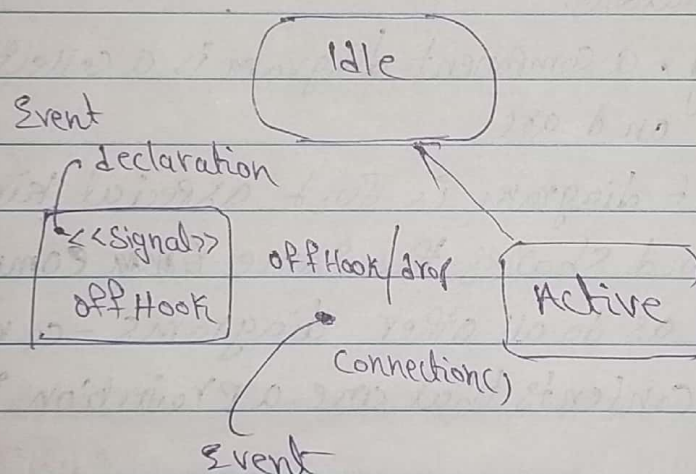 Idle
Event
declaration
<<Signal>>
Off Hook
Off Hook/drop
Connection()
Active
Event